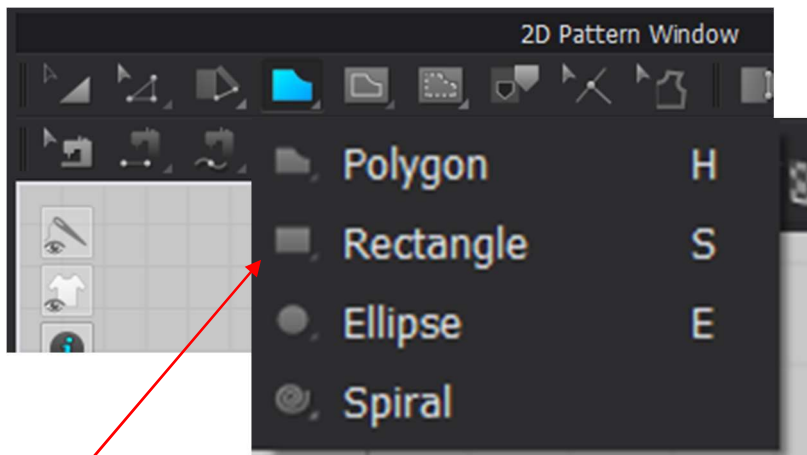 2D Pattern Window
Polygon H
Rectangle S
Ellipse E
Spiral